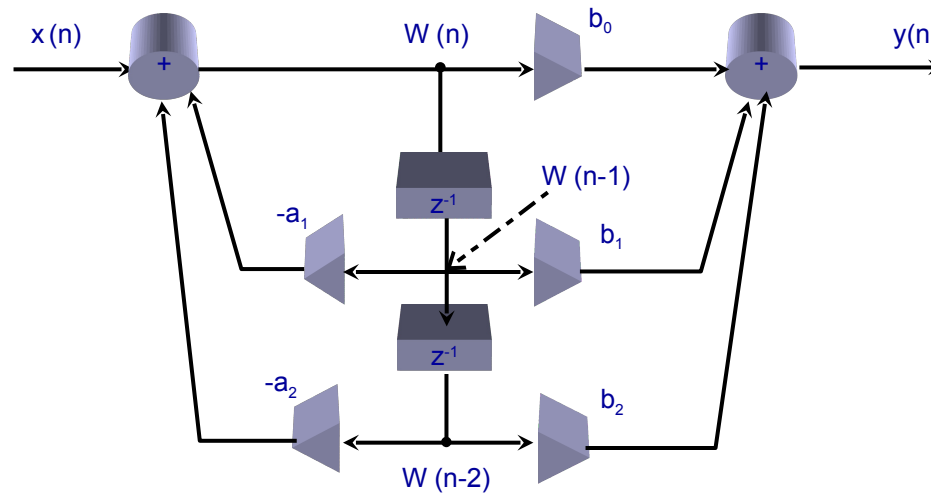 x (n)
+
W (n)
b₀
+
y(n
z⁻¹
W (n-1)
-a₁
b₁
z⁻¹
-a₂
b₂
W (n-2)